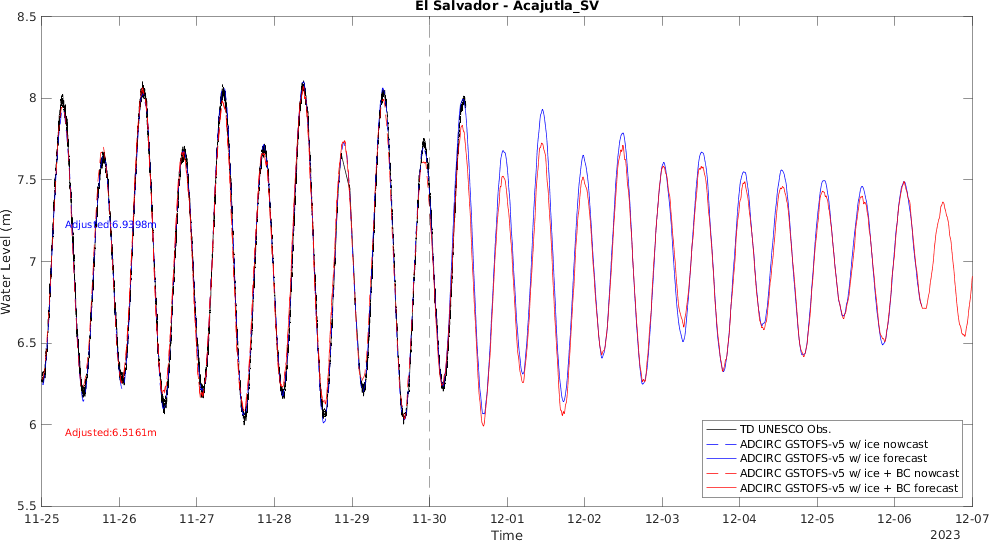 El Salvador - Acajutla_SV
8.5
8
7.5
7
6.5
6
5.5
Water Level (m)
Adjusted:6.9398m
Adjusted:6.5161m
TD UNESCO Obs.
ADCIRC GSTOFS-v5 w/ ice nowcast
ADCIRC GSTOFS-v5 w/ ice forecast
ADCIRC GSTOFS-v5 w/ ice + BC nowcast
ADCIRC GSTOFS-v5 w/ ice + BC forecast
11-25 11-26 11-27 11-28 11-29 11-30 12-01 12-02 12-03 12-04 12-05 12-06 12-07
Time
2023